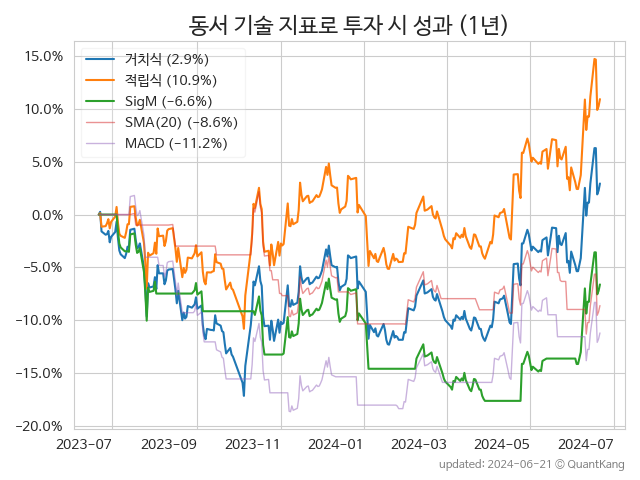 동서 기술 지표로 투자 시 성과 (1년)
15.0%
10.0%
5.0%
0.0%
−5.0%
−10.0%
−15.0%
−20.0%
거치식 (2.9%)
적립식 (10.9%)
SigM (−6.6%)
SMA(20) (−8.6%)
MACD (−11.2%)
2023-07 2023-09 2023-11 2024-01 2024-03 2024-05 2024-07
updated: 2024-06-21 © QuantKang